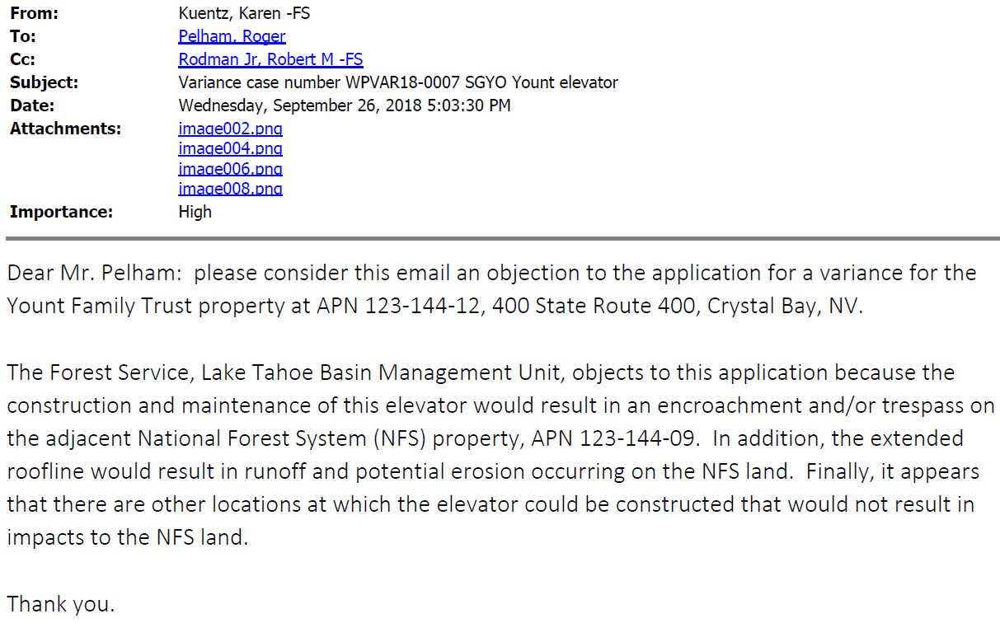 From: Kuentz, Karen -FS
To: Pelham, Roger
Cc: Rodman Jr, Robert M -FS
Subject: Variance case number WPVAR18-0007 SGYO Yount elevator
Date: Wednesday, September 26, 2018 5:03:30 PM
Attachments: image002.png
image004.png
image006.png
image008.png
Importance: High
Dear Mr. Pelham:  please consider this email an objection to the application for a variance for the
Yount Family Trust property at APN 123-144-12, 400 State Route 400, Crystal Bay, NV.
The Forest Service, Lake Tahoe Basin Management Unit, objects to this application because the
construction and maintenance of this elevator would result in an encroachment and/or trespass on
the adjacent National Forest System (NFS) property, APN 123-144-09.  In addition, the extended
roofline would result in runoff and potential erosion occurring on the NFS land.  Finally, it appears
that there are other locations at which the elevator could be constructed that would not result in
impacts to the NFS land.
Thank you.